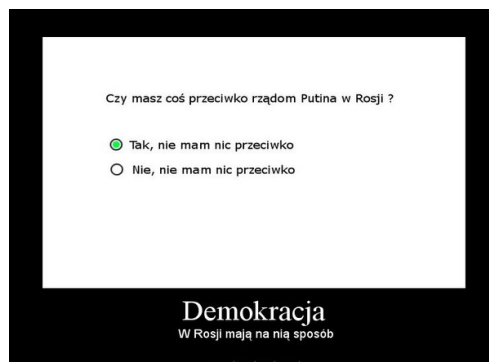 Czy masz coś przeciwko rządom Putina w Rosji ?
Tak, nie mam nic przeciwko
Nie, nie mam nic przeciwko
Demokracja
W Rosji mają na nią sposób